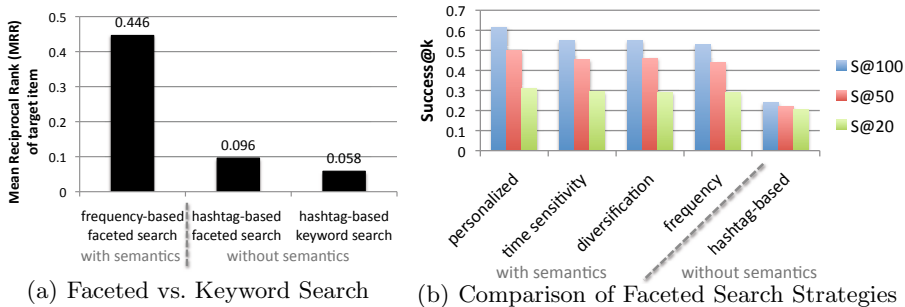 Mean Reciprocal Rank (MRR)
of target item
0.5
0.4
0.3
0.2
0.1
0
0.446
0.096
0.058
frequency-based
faceted search
hashtag-based
faceted search
hashtag-based
keyword search
with semantics
without semantics
(a) Faceted vs. Keyword Search
Success@k
0.7
0.6
0.5
0.4
0.3
0.2
0.1
0
personalized
time sensitivity
diversification
frequency
hashtag-based
S@100
S@50
S@20
with semantics
without semantics
(b) Comparison of Faceted Search Strategies